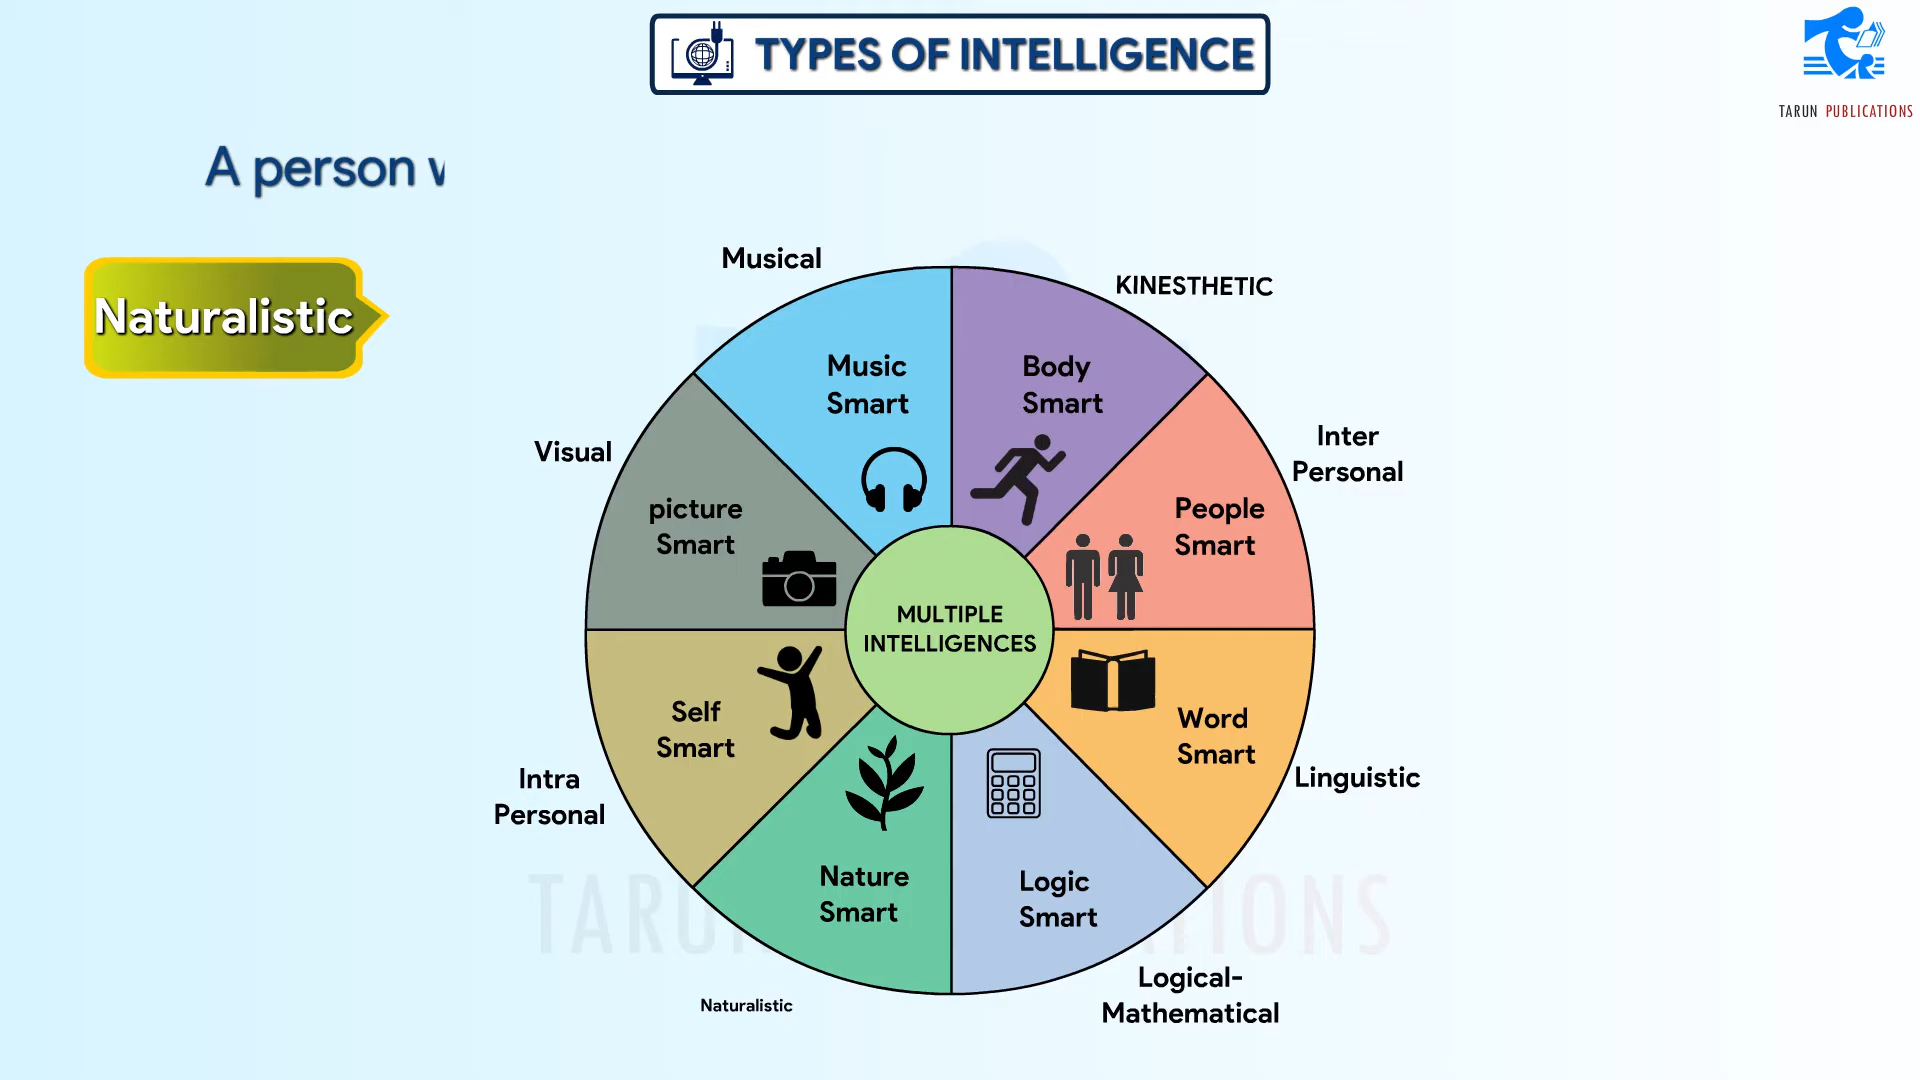 TYPES OF INTELLIGENCE
TARUN PUBLICATIONS
A person
Naturalistic
Musical
KINESTHETIC
Music
Smart
Body
Smart
Visual
Inter
Personal
picture
Smart
People
Smart
MULTIPLE
INTELLIGENCES
Self
Smart
Word
Smart
Intra
Personal
Linguistic
Nature
Smart
Logic
Smart
Logical-
Mathematical
Naturalistic